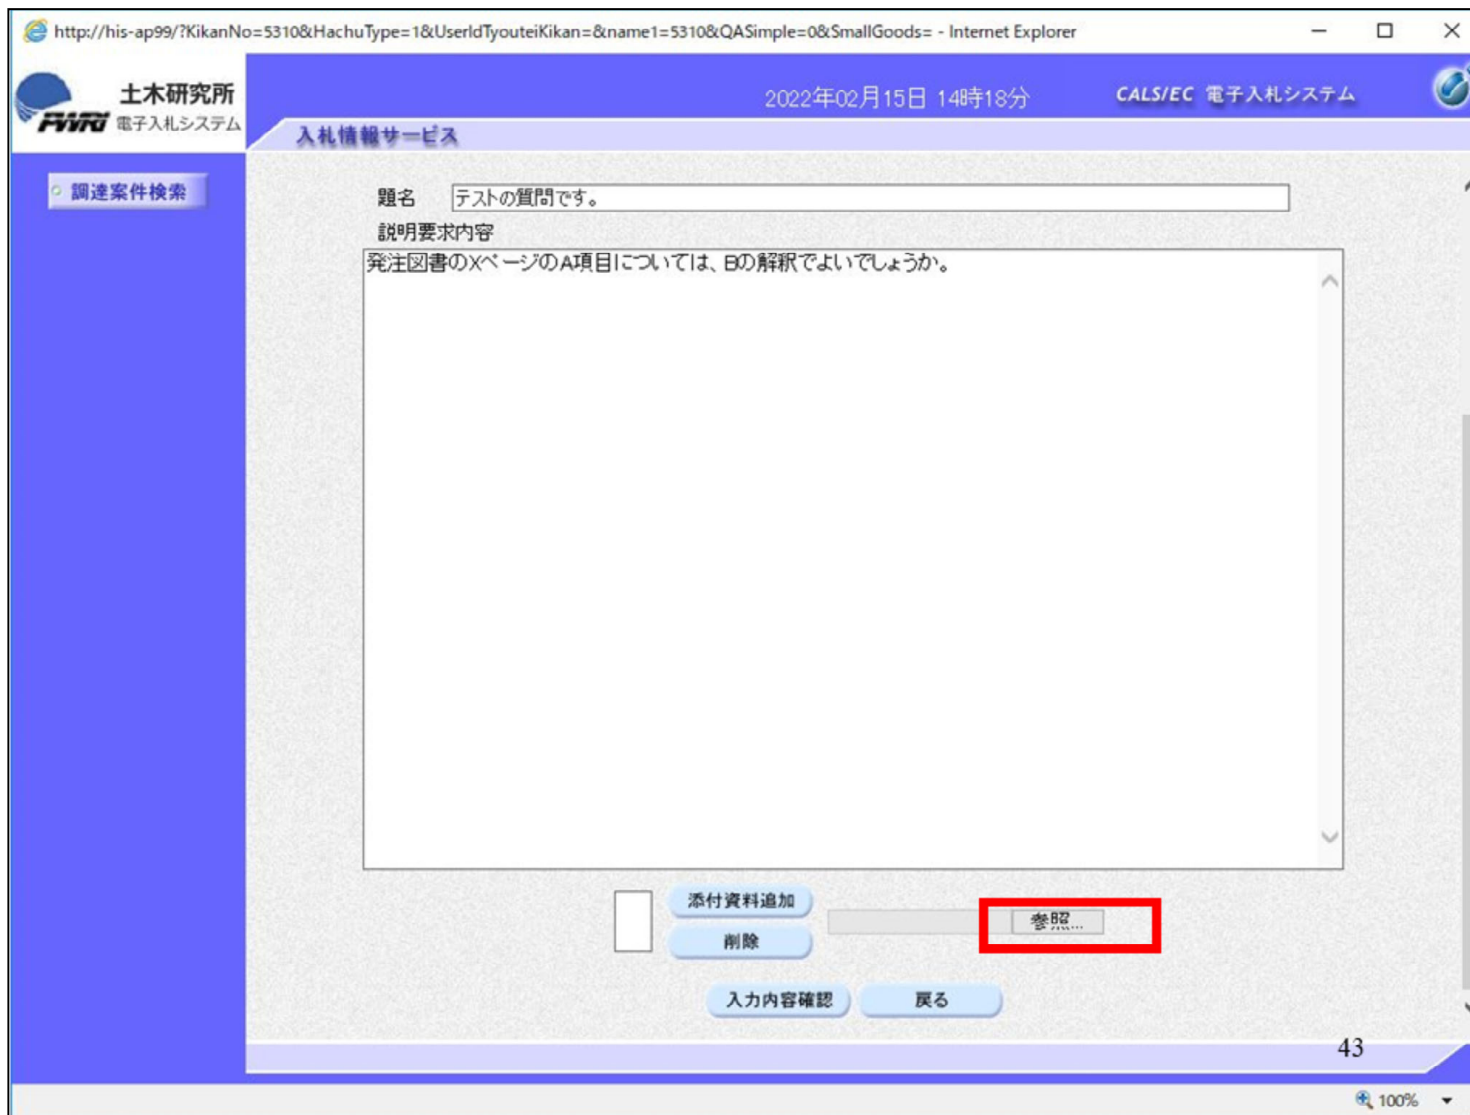 http://his-ap99/?KikanNo=5310&HachuType=1&UserIdTyouteiKikan=&name1=5310&QASimple=0&SmallGoods= - Internet Explorer
土木研究所
PWRI 電子入札システム
2022年02月15日 14時18分
CALS/EC 電子入札システム
入札情報サービス
調達案件検索
題名 テストの質問です。
説明要求内容
発注図書のXページのA項目については、Bの解釈でよいでしょうか。
添付資料追加
参照...
削除
入力内容確認 戻る
43
100%